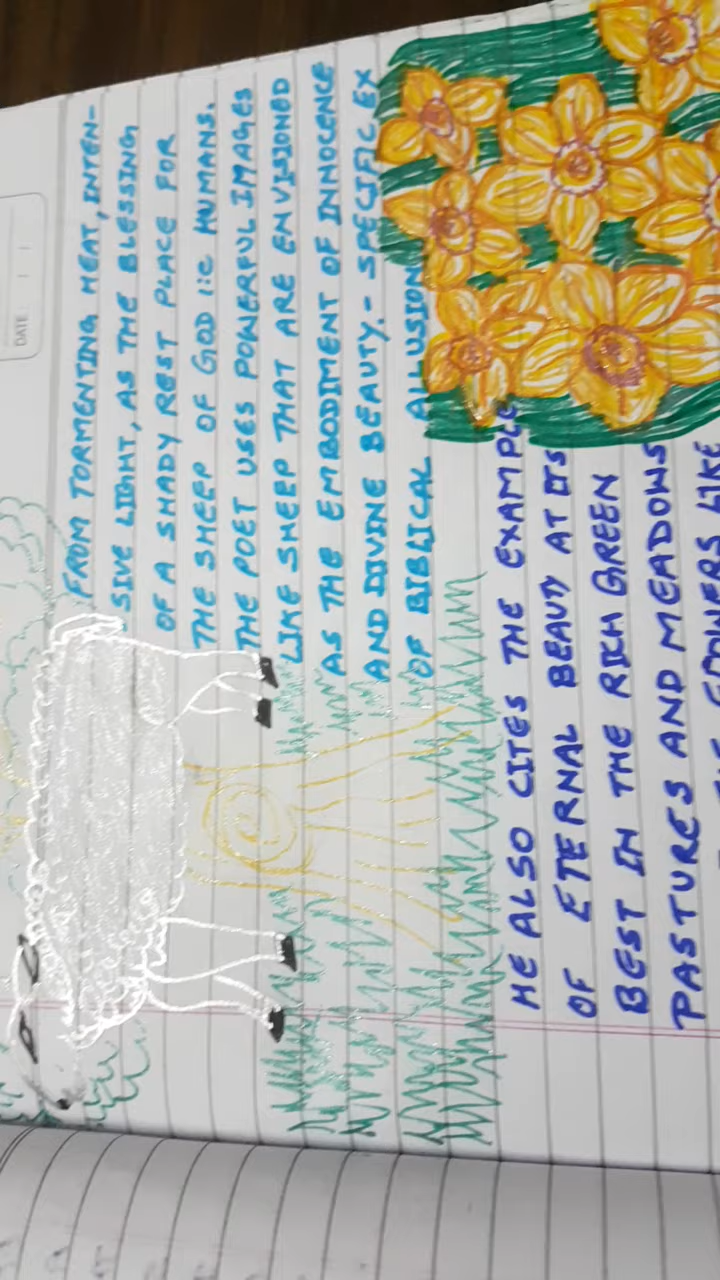 DATE
FROM TORMENTING HEAT, INTEN-
SIVE LIGHT, AS THE BLESSING
OF A SHADY REST PLACE FOR
THE SHEEP OF GOD i:e HUMANS.
THE POET USES POWERFUL IMAGES
LIKE SHEEP THAT ARE ENVISIONED
AS THE EMBODIMENT OF INNOCENCE
AND DIVINE BEAUTY.- SPECIFIC EX
OF BIBLICAL ALLUSION
HE ALSO CITES THE EXAMPLE
OF ETERNAL BEAUTY AT ITS
BEST IN THE RICH GREEN
PASTURES AND MEADOWS
FLOWERS LIKE